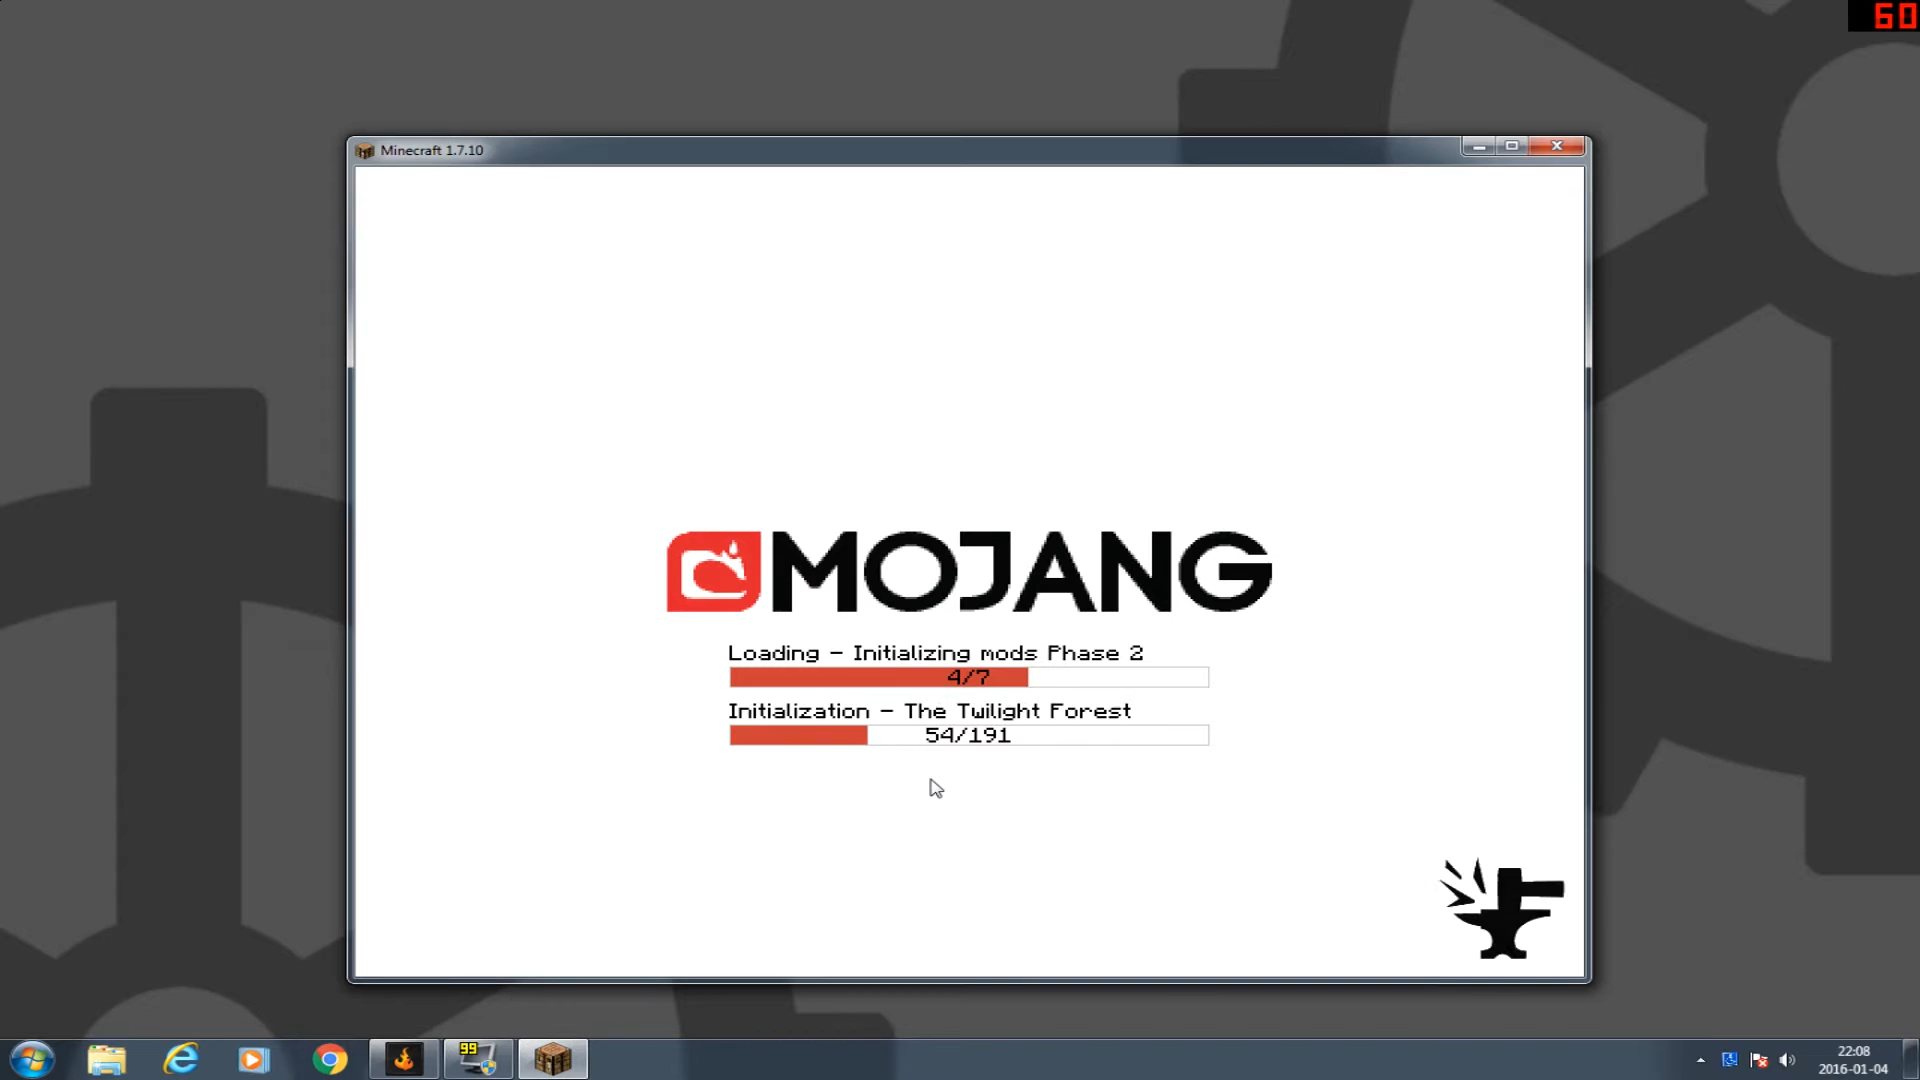 60
Minecraft 1.7.10
MOJANG
Loading - Initializing mods Phase 2
4/7
Initialization - The Twilight Forest
54/191
99
22:08
2016-01-04